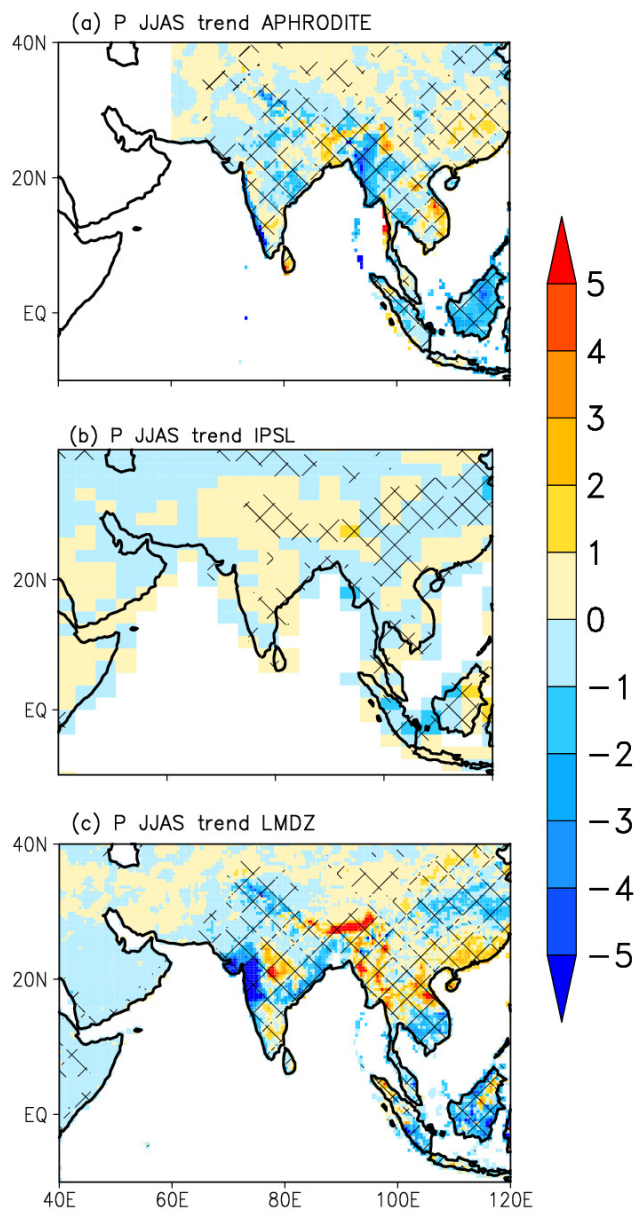 (a) P JJAS trend APHRODITE
40N
20N
EQ
(b) P JJAS trend IPSL
20N
EQ
(c) P JJAS trend LMDZ
40N
20N
EQ
40E 60E 80E 100E 120E
5
4
3
2
1
0
−1
−2
−3
−4
−5